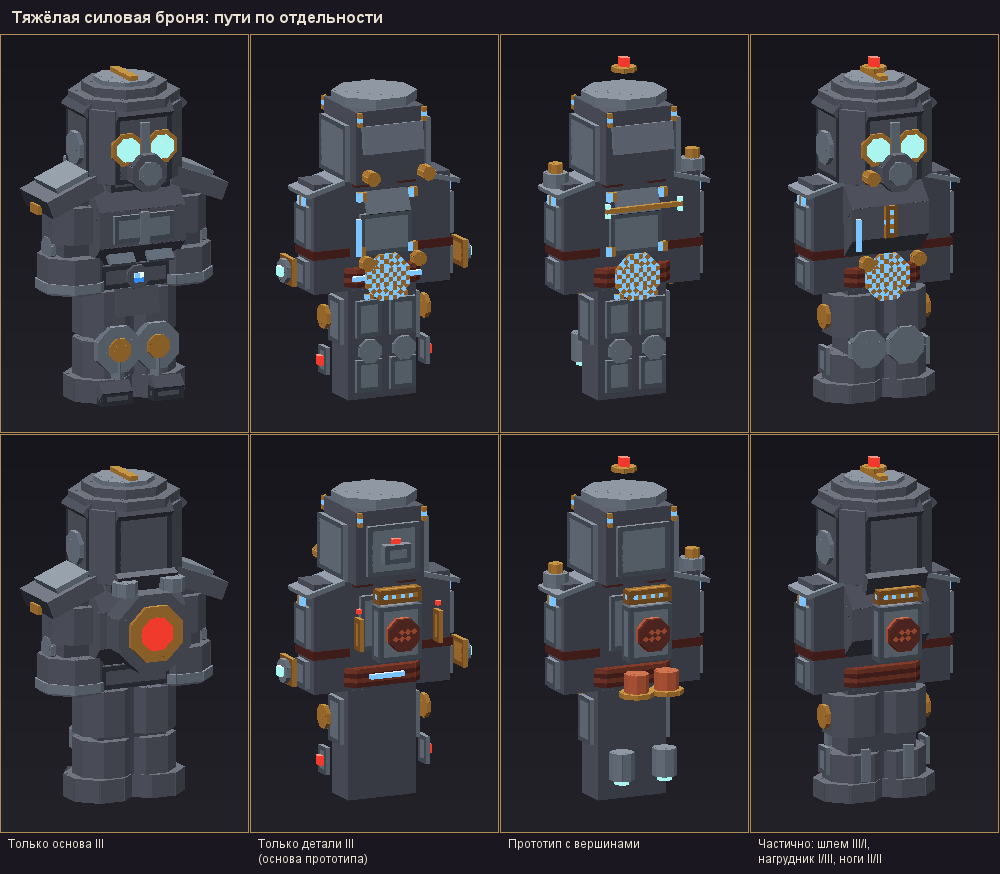 Тяжёлая силовая броня: пути по отдельности
Только основа III
Только детали III
(основа прототипа)
Прототип с вершинами
Частично: шлем III/I,
нагрудник I/III, ноги II/II